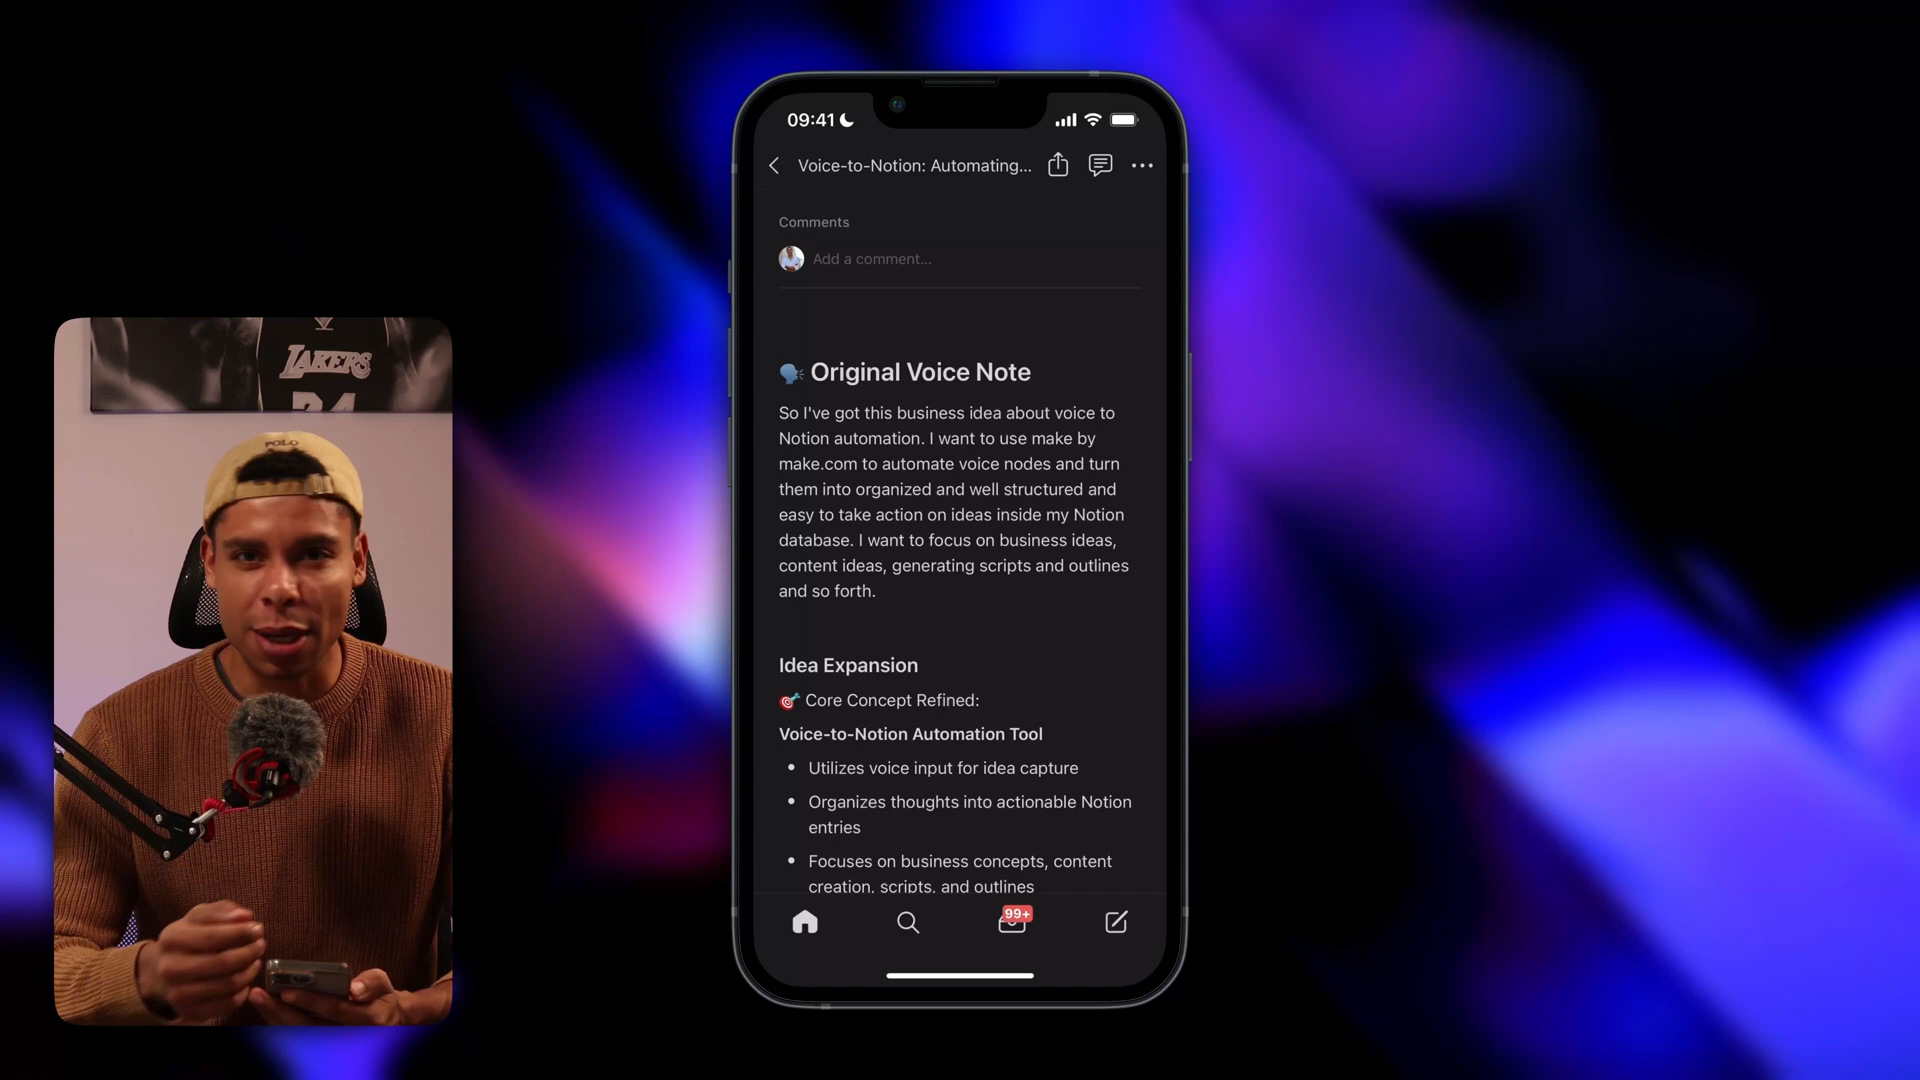 09:41
Voice-to-Notion: Automating...
Comments
Add a comment...
🗣️ Original Voice Note
So I've got this business idea about voice to
Notion automation. I want to use make by
make.com to automate voice nodes and turn
them into organized and well structured and
easy to take action on ideas inside my Notion
database. I want to focus on business ideas,
content ideas, generating scripts and outlines
and so forth.
Idea Expansion
🎯 Core Concept Refined:
Voice-to-Notion Automation Tool
• Utilizes voice input for idea capture
• Organizes thoughts into actionable Notion
entries
• Focuses on business concepts, content
creation, scripts, and outlines
99+
LAKERS
24
POLO